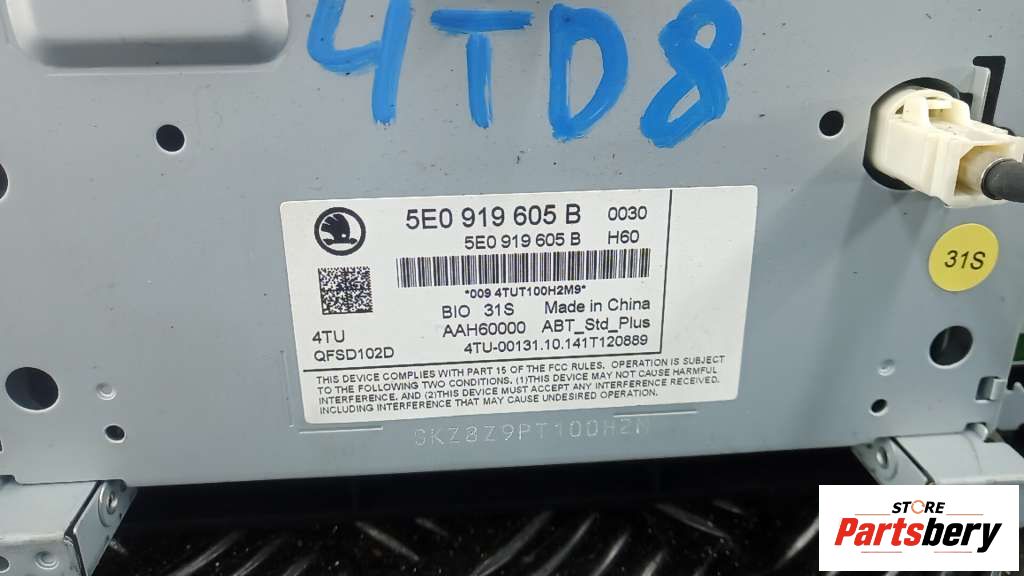 4TD8
5E0 919 605 B 0030
5E0 919 605 B H60
*009 4TUT100H2M9*
BIO 31S Made in China
4TU AAH60000 ABT_Std_Plus
QFSD102D 4TU-00131.10.141T120889
THIS DEVICE COMPLIES WITH PART 15 OF THE FCC RULES. OPERATION IS SUBJECT
TO THE FOLLOWING TWO CONDITIONS, (1)THIS DEVICE MAY NOT CAUSE HARMFUL
INTERFERENCE, AND (2)THIS DEVICE MUST ACCEPT ANY INTERFERENCE RECEIVED,
INCLUDING INTERFERENCE THAT MAY CAUSE UNDESIRED OPERATION.
GKZ8Z9PT100H2M
31S
STORE
Partsbery